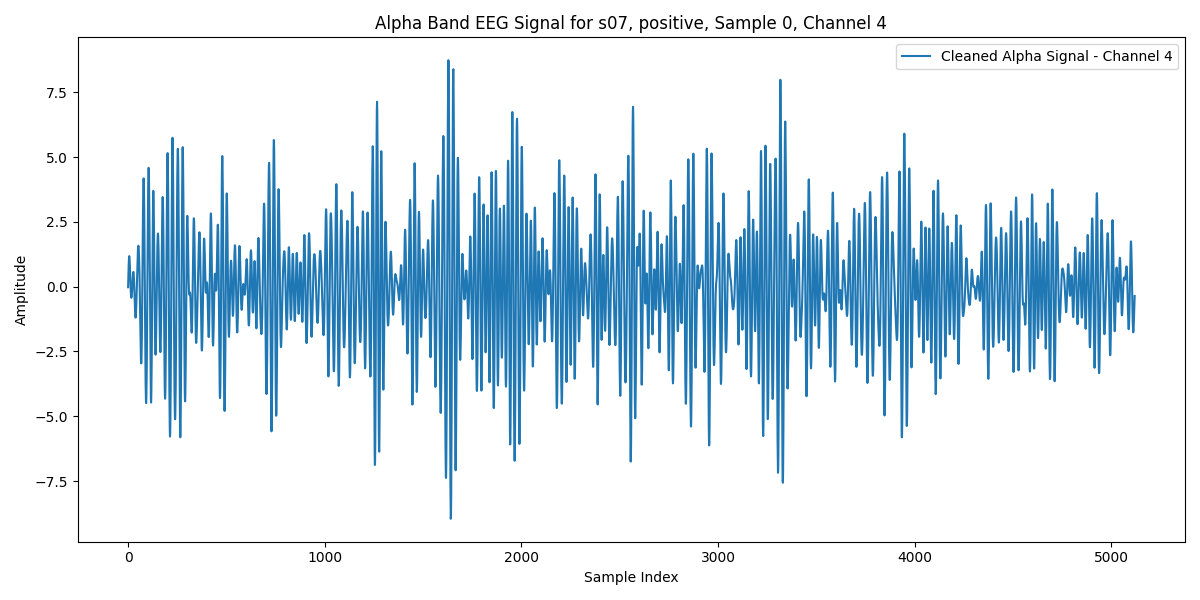 Alpha Band EEG Signal for s07, positive, Sample 0, Channel 4
Cleaned Alpha Signal - Channel 4
7.5
5.0
2.5
0.0
−2.5
−5.0
−7.5
Amplitude
0 1000 2000 3000 4000 5000
Sample Index